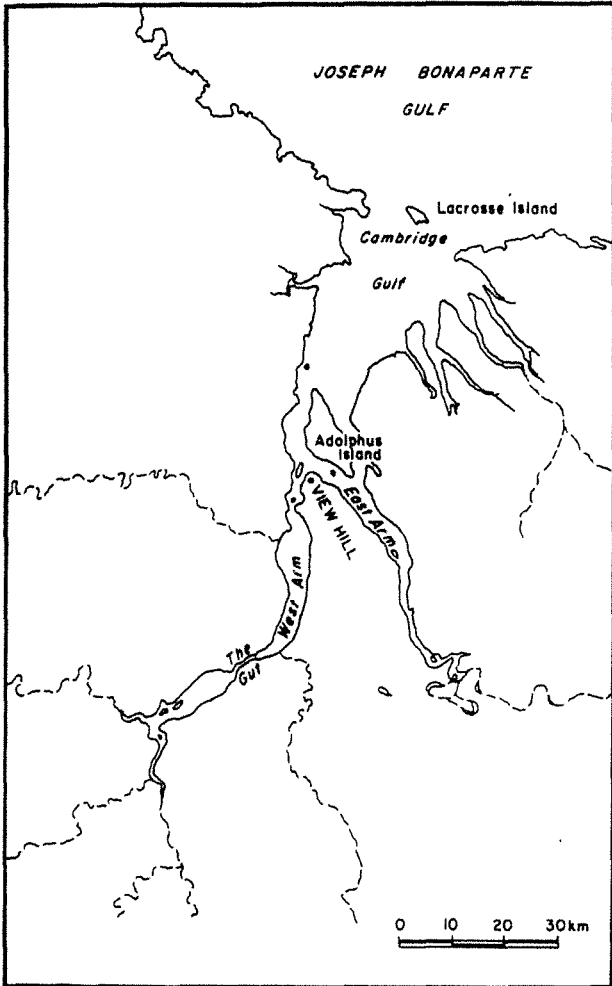 JOSEPH BONAPARTE
GULF
Lacrosse Island
Cambridge
Gulf
Adolphus
Island
VIEW HILL
East Arm
West Arm
The
Gut
0 10 20 30km